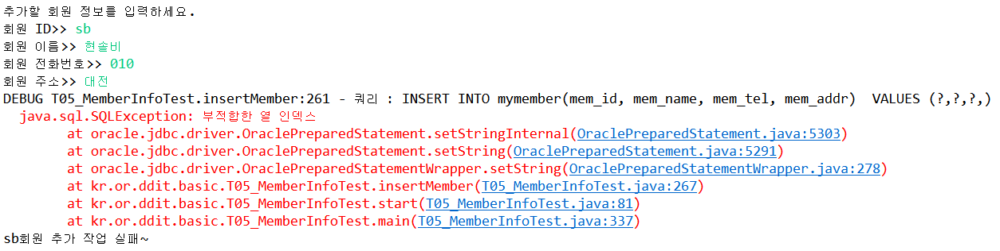 추가할 회원 정보를 입력하세요.
회원 ID>> sb
회원 이름>> 현솔비
회원 전화번호>> 010
회원 주소>> 대전
DEBUG T05_MemberInfoTest.insertMember:261 - 쿼리 : INSERT INTO mymember(mem_id, mem_name, mem_tel, mem_addr)  VALUES (?,?,?,)
java.sql.SQLException: 부적합한 열 인덱스
at oracle.jdbc.driver.OraclePreparedStatement.setStringInternal(OraclePreparedStatement.java:5303)
at oracle.jdbc.driver.OraclePreparedStatement.setString(OraclePreparedStatement.java:5291)
at oracle.jdbc.driver.OraclePreparedStatementWrapper.setString(OraclePreparedStatementWrapper.java:278)
at kr.or.ddit.basic.T05_MemberInfoTest.insertMember(T05_MemberInfoTest.java:267)
at kr.or.ddit.basic.T05_MemberInfoTest.start(T05_MemberInfoTest.java:81)
at kr.or.ddit.basic.T05_MemberInfoTest.main(T05_MemberInfoTest.java:337)
sb회원 추가 작업 실패~